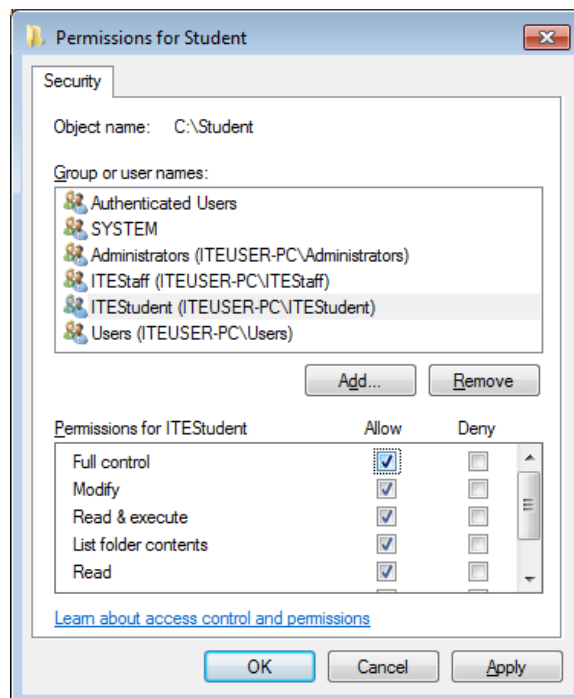 Permissions for Student
Security
Object name: C:\Student
Group or user names:
Authenticated Users
SYSTEM
Administrators (ITEUSER-PC\Administrators)
ITEStaff (ITEUSER-PC\ITEStaff)
ITEStudent (ITEUSER-PC\ITEStudent)
Users (ITEUSER-PC\Users)
Add... Remove
Permissions for ITEStudent Allow Deny
Full control
Modify
Read & execute
List folder contents
Read
Learn about access control and permissions
OK Cancel Apply